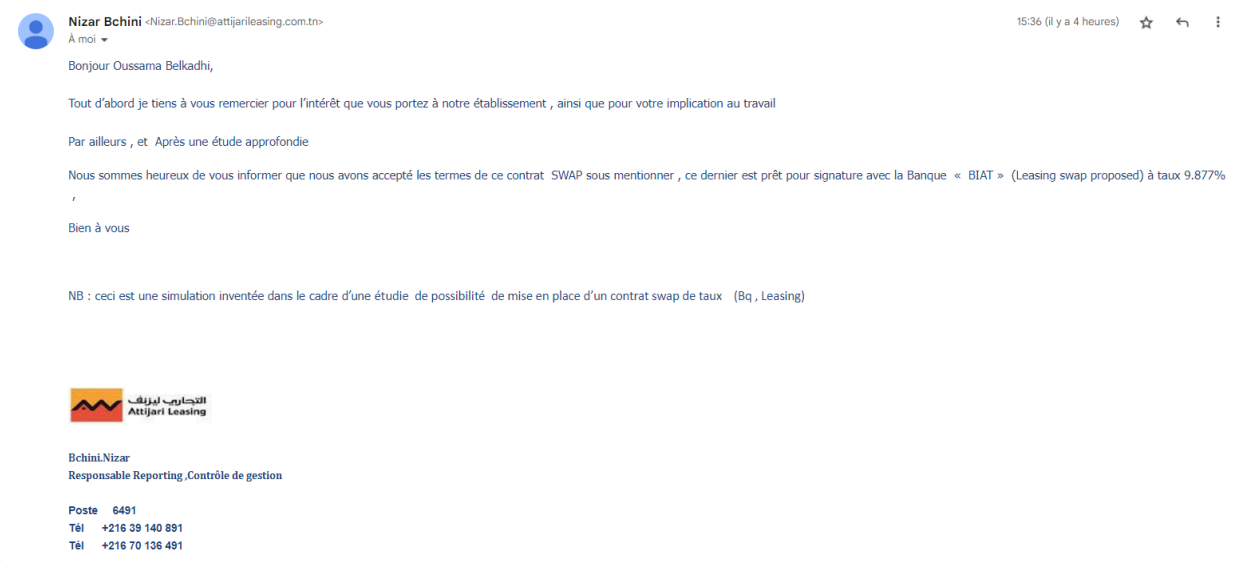 Nizar Bchini <Nizar.Bchini@attijarileasing.com.tn>
15:36 (il y a 4 heures)
À moi
Bonjour Oussama Belkadhi,
Tout d’abord je tiens à vous remercier pour l’intérêt que vous portez à notre établissement , ainsi que pour votre implication au travail
Par ailleurs , et Après une étude approfondie
Nous sommes heureux de vous informer que nous avons accepté les termes de ce contrat SWAP sous mentionner , ce dernier est prêt pour signature avec la Banque « BIAT » (Leasing swap proposed) à taux 9.877%
,
Bien à vous
NB : ceci est une simulation inventée dans le cadre d’une étudie de possibilité de mise en place d’un contrat swap de taux (Bq , Leasing)
التجاري ليزينڨ
Attijari Leasing
Bchini.Nizar
Responsable Reporting ,Contrôle de gestion
Poste 6491
Tél +216 39 140 891
Tél +216 70 136 491